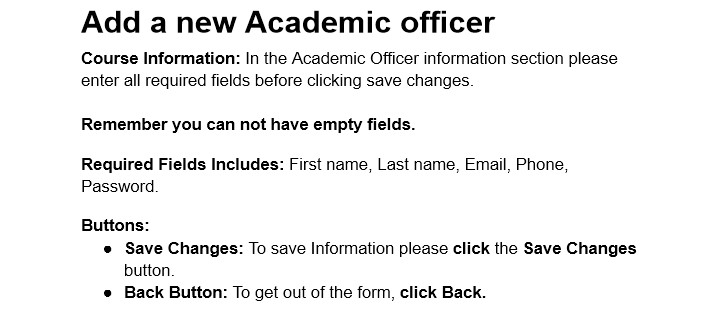 Add a new Academic officer
Course Information: In the Academic Officer information section please
enter all required fields before clicking save changes.
Remember you can not have empty fields.
Required Fields Includes: First name, Last name, Email, Phone,
Password.
Buttons:
● Save Changes: To save Information please click the Save Changes
button.
● Back Button: To get out of the form, click Back.